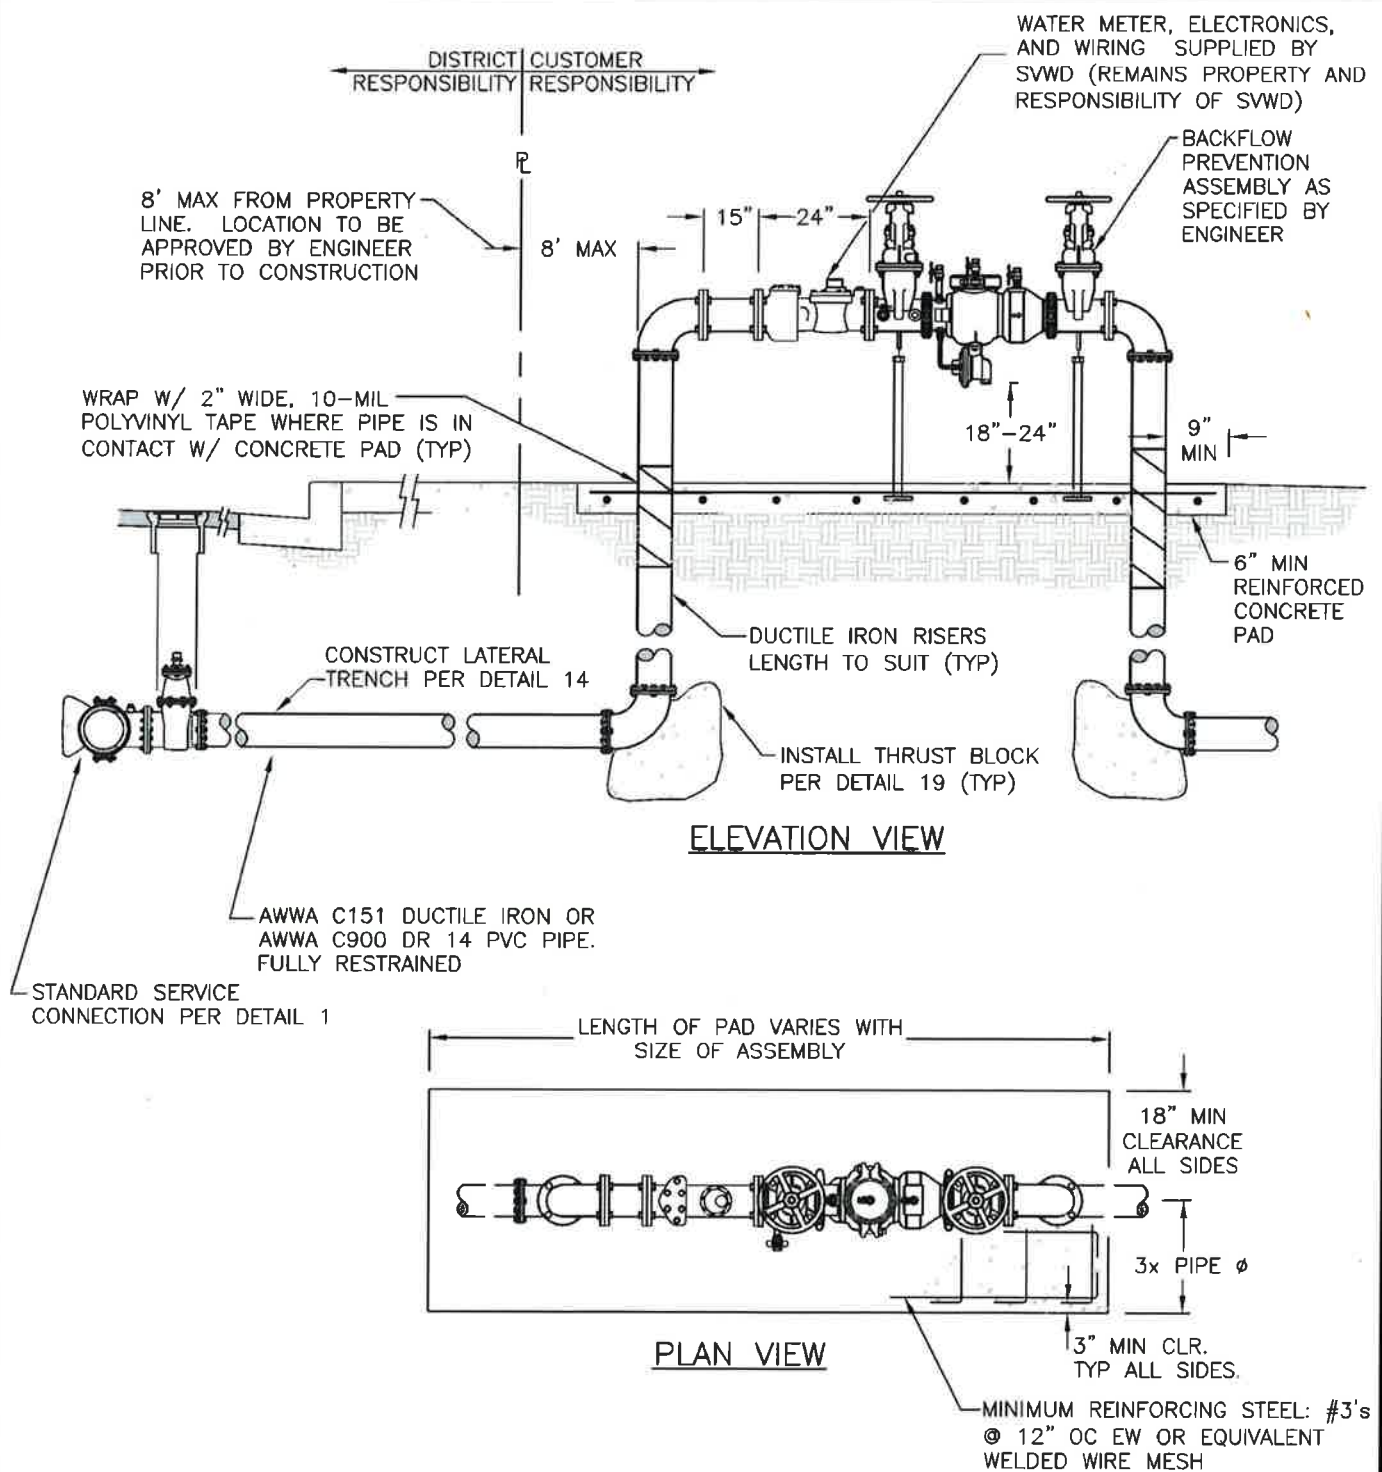 WATER METER, ELECTRONICS,
AND WIRING SUPPLIED BY
SVWD (REMAINS PROPERTY AND
RESPONSIBILITY OF SVWD)
DISTRICT CUSTOMER
RESPONSIBILITY RESPONSIBILITY
BACKFLOW
PREVENTION
ASSEMBLY AS
SPECIFIED BY
ENGINEER
PL
8' MAX FROM PROPERTY
LINE. LOCATION TO BE
APPROVED BY ENGINEER
PRIOR TO CONSTRUCTION
8' MAX
15"
24"
WRAP W/ 2" WIDE, 10-MIL
POLYVINYL TAPE WHERE PIPE IS IN
CONTACT W/ CONCRETE PAD (TYP)
18"-24"
9"
MIN
6" MIN
REINFORCED
CONCRETE
PAD
DUCTILE IRON RISERS
LENGTH TO SUIT (TYP)
CONSTRUCT LATERAL
TRENCH PER DETAIL 14
INSTALL THRUST BLOCK
PER DETAIL 19 (TYP)
ELEVATION VIEW
AWWA C151 DUCTILE IRON OR
AWWA C900 DR 14 PVC PIPE.
FULLY RESTRAINED
STANDARD SERVICE
CONNECTION PER DETAIL 1
LENGTH OF PAD VARIES WITH
SIZE OF ASSEMBLY
18" MIN
CLEARANCE
ALL SIDES
3x PIPE ø
3" MIN CLR.
TYP ALL SIDES.
PLAN VIEW
MINIMUM REINFORCING STEEL: #3's
@ 12" OC EW OR EQUIVALENT
WELDED WIRE MESH